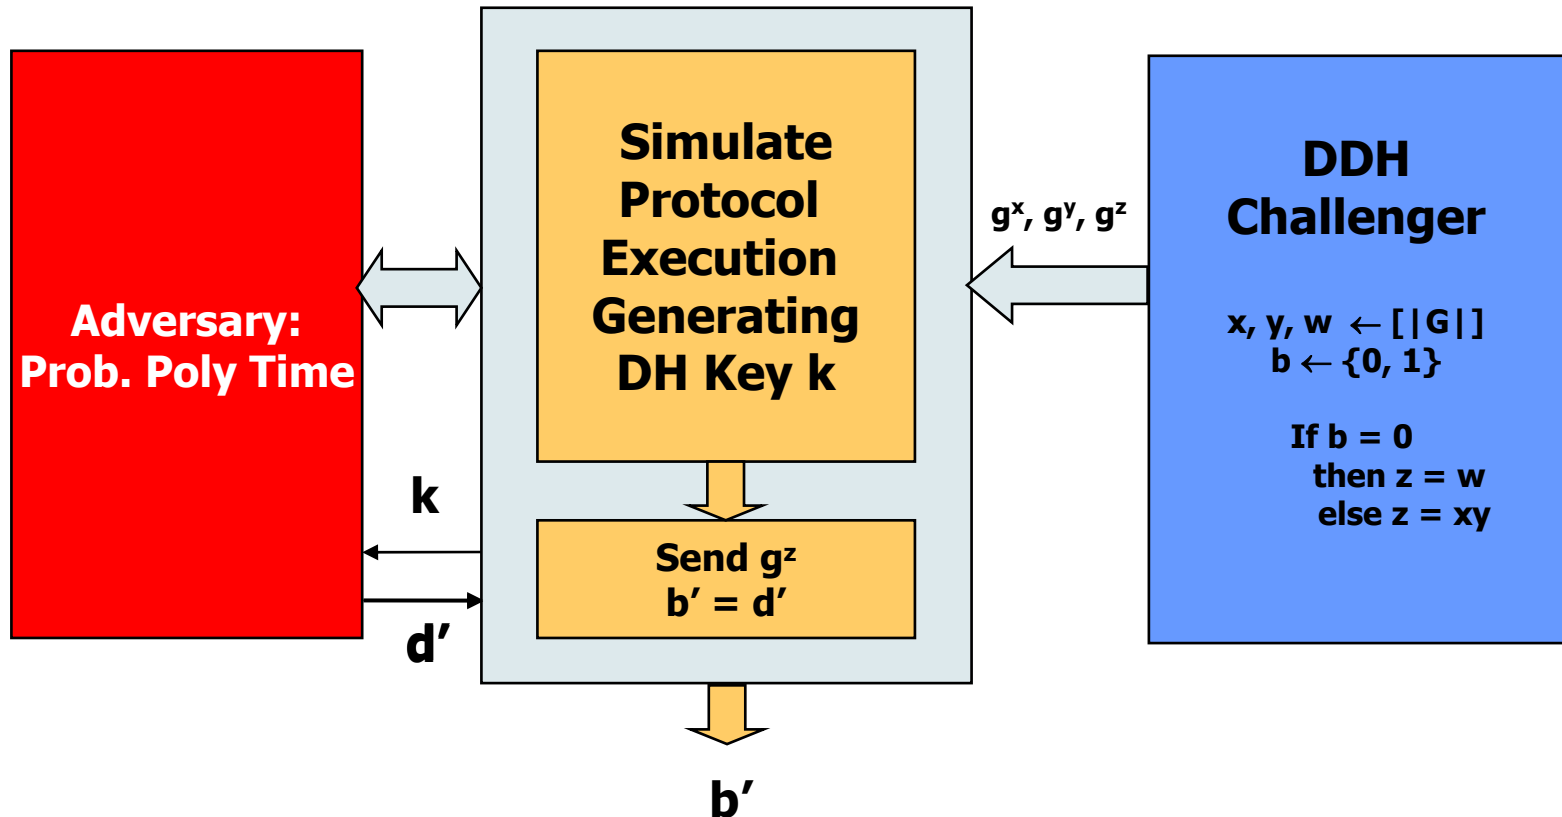 Adversary:
Prob. Poly Time
k
d′
Simulate
Protocol
Execution
Generating
DH Key k
Send gᶻ
b′ = d′
b′
gˣ, gʸ, gᶻ
DDH
Challenger
x, y, w ← [|G|]
b ← {0, 1}
If b = 0
then z = w
else z = xy